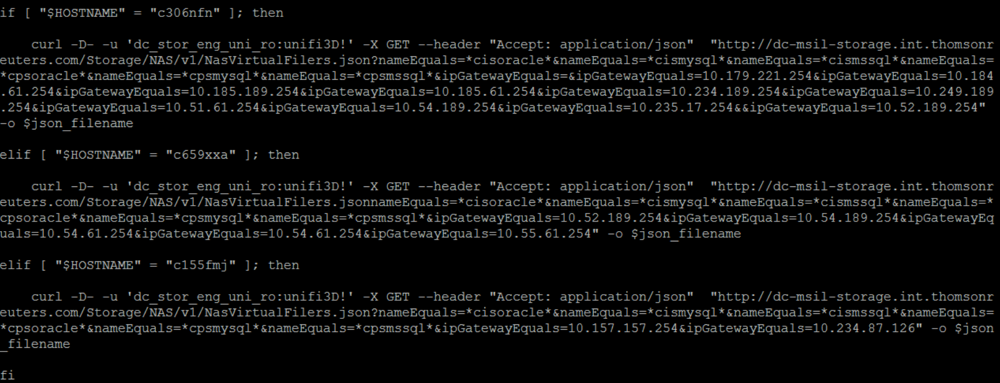 if [ "$HOSTNAME" = "c306nfn" ]; then
    curl -D- -u 'dc_stor_eng_uni_ro:unifi3D!' -X GET --header "Accept: application/json"  "http://dc-msil-storage.int.thomsonr
euters.com/Storage/NAS/v1/NasVirtualFilers.json?nameEquals=*cisoracle*&nameEquals=*cismysql*&nameEquals=*cismssql*&nameEquals=
*cpsoracle*&nameEquals=*cpsmysql*&nameEquals=*cpsmssql*&ipGatewayEquals=&ipGatewayEquals=10.179.221.254&ipGatewayEquals=10.184
.61.254&ipGatewayEquals=10.185.189.254&ipGatewayEquals=10.185.61.254&ipGatewayEquals=10.234.189.254&ipGatewayEquals=10.249.189
.254&ipGatewayEquals=10.51.61.254&ipGatewayEquals=10.54.189.254&ipGatewayEquals=10.235.17.254&&ipGatewayEquals=10.52.189.254"
-o $json_filename
elif [ "$HOSTNAME" = "c659xxa" ]; then
    curl -D- -u 'dc_stor_eng_uni_ro:unifi3D!' -X GET --header "Accept: application/json"  "http://dc-msil-storage.int.thomsonr
euters.com/Storage/NAS/v1/NasVirtualFilers.jsonnameEquals=*cisoracle*&nameEquals=*cismysql*&nameEquals=*cismssql*&nameEquals=*
cpsoracle*&nameEquals=*cpsmysql*&nameEquals=*cpsmssql*&ipGatewayEquals=10.52.189.254&ipGatewayEquals=10.54.189.254&ipGatewayEq
uals=10.54.61.254&ipGatewayEquals=10.54.61.254&ipGatewayEquals=10.55.61.254" -o $json_filename
elif [ "$HOSTNAME" = "c155fmj" ]; then
    curl -D- -u 'dc_stor_eng_uni_ro:unifi3D!' -X GET --header "Accept: application/json"  "http://dc-msil-storage.int.thomsonr
euters.com/Storage/NAS/v1/NasVirtualFilers.json?nameEquals=*cisoracle*&nameEquals=*cismysql*&nameEquals=*cismssql*&nameEquals=
*cpsoracle*&nameEquals=*cpsmysql*&nameEquals=*cpsmssql*&ipGatewayEquals=10.157.157.254&ipGatewayEquals=10.234.87.126" -o $json
_filename
fi